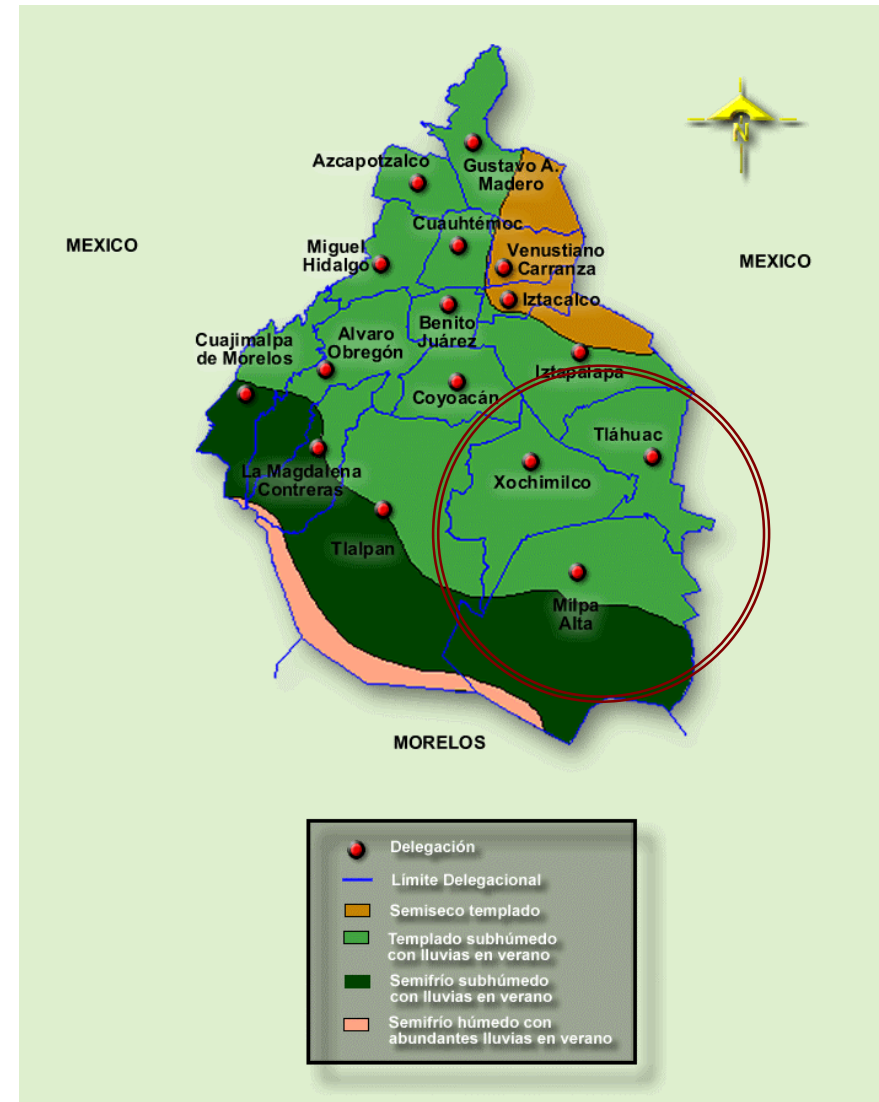 N
Azcapotzalco
Gustavo A.
Madero
MEXICO
Miguel
Hidalgo
Cuauhtémoc
Venustiano
Carranza
MEXICO
Iztacalco
Cuajimalpa
de Morelos
Alvaro
Obregón
Benito
Juárez
Iztapalapa
Coyoacán
Tláhuac
La Magdalena
Contreras
Xochimilco
Tlalpan
Milpa
Alta
MORELOS
Delegación
Límite Delegacional
Semiseco templado
Templado subhúmedo
con lluvias en verano
Semifrío subhúmedo
con lluvias en verano
Semifrío húmedo con
abundantes lluvias en verano